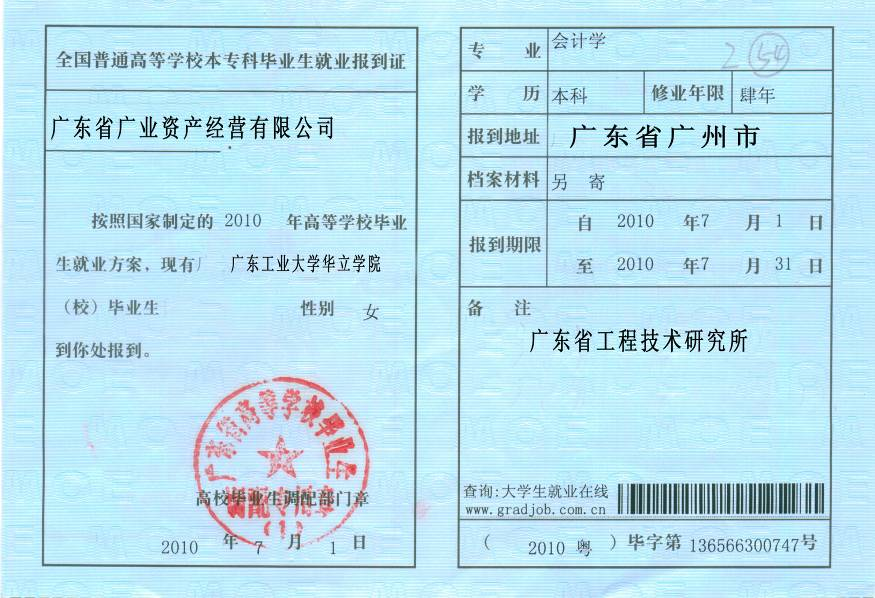 全国普通高等学校本专科毕业生就业报到证
广东省广业资产经营有限公司
按照国家制定的 2010 年高等学校毕业
生就业方案，现有 广东工业大学华立学院
（校）毕业生 性别 女
到你处报到。
广东省高等学校毕业生
调配专用章
(1)
高校毕业生调配部门章
2010 年 7 月 1 日
专业 会计学
2 54
学历 本科 修业年限 肆年
报到地址 广东省广州市
档案材料 另寄
报到期限 自 2010 年 7 月 1 日
至 2010 年 7 月 31 日
备注
广东省工程技术研究所
查询:大学生就业在线
www.gradjob.com.cn
（ 2010 粤 ）毕字第 136566300747号